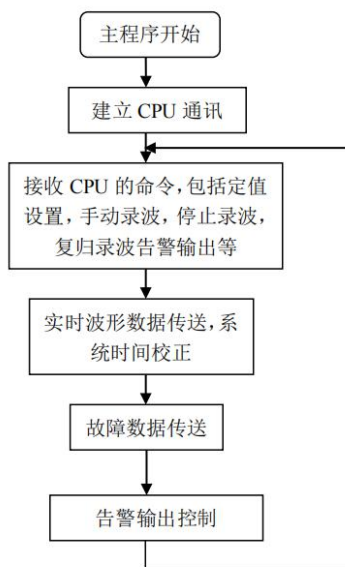 主程序开始
建立 CPU 通讯
接收 CPU 的命令,包括定值
设置,手动录波,停止录波,
复归录波告警输出等
实时波形数据传送,系
统时间校正
故障数据传送
告警输出控制